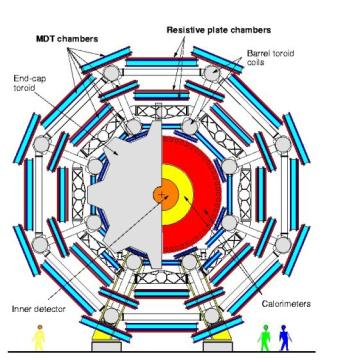 MDT chambers
Resistive plate chambers
Barrel toroid
coils
End-cap
toroid
Inner detector
Calorimeters